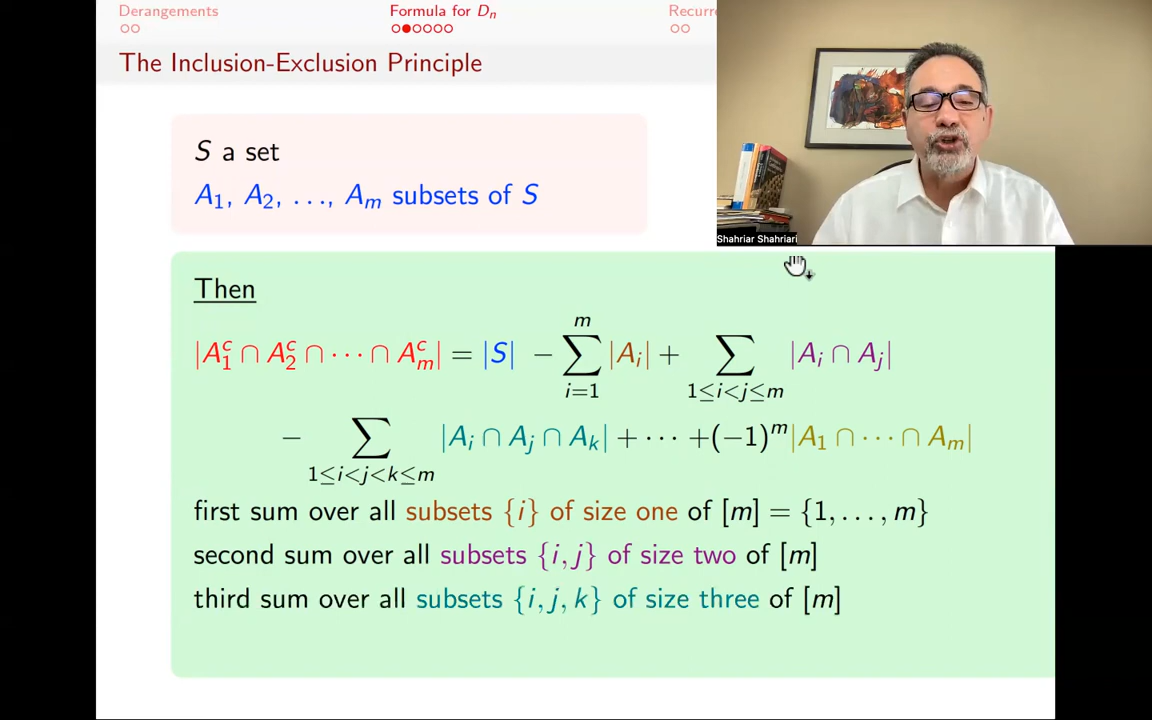 Derangements
Formula for Dₙ
The Inclusion-Exclusion Principle
S a set
A₁, A₂, ..., Aₘ subsets of S
Shahriar Shahriari
Then
|A₁ᶜ ∩ A₂ᶜ ∩ ⋯ ∩ Aₘᶜ| = |S| − ∑_{i=1}^{m} |Aᵢ| + ∑_{1≤i<j≤m} |Aᵢ ∩ Aⱼ|
− ∑_{1≤i<j<k≤m} |Aᵢ ∩ Aⱼ ∩ Aₖ| + ⋯ +(−1)ᵐ|A₁ ∩ ⋯ ∩ Aₘ|
first sum over all subsets {i} of size one of [m] = {1, ..., m}
second sum over all subsets {i, j} of size two of [m]
third sum over all subsets {i, j, k} of size three of [m]